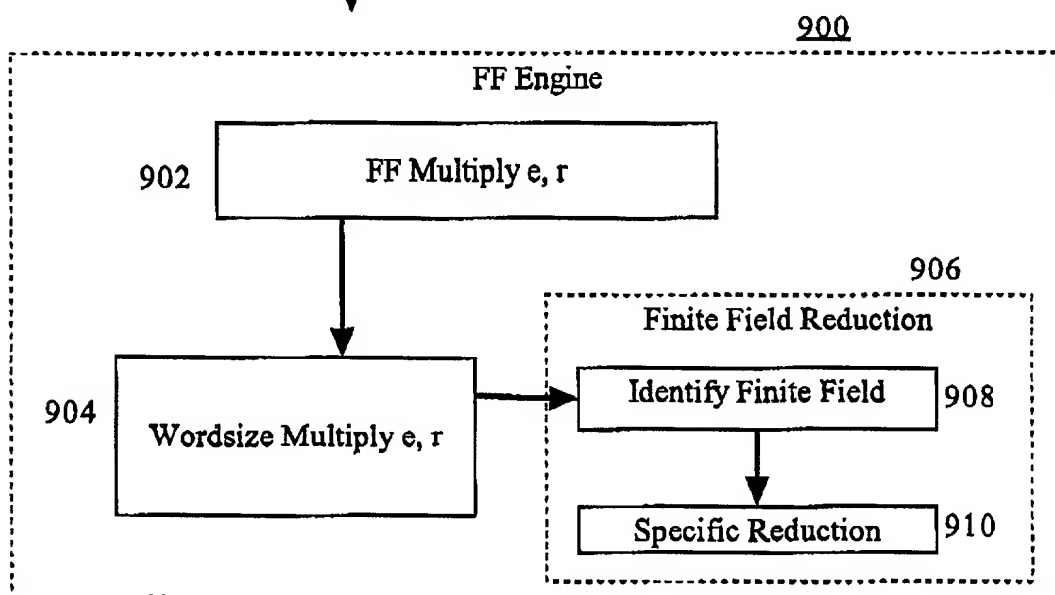 900
FF Engine
902
FF Multiply e, r
906
Finite Field Reduction
904
Wordsize Multiply e, r
Identify Finite Field
908
Specific Reduction
910